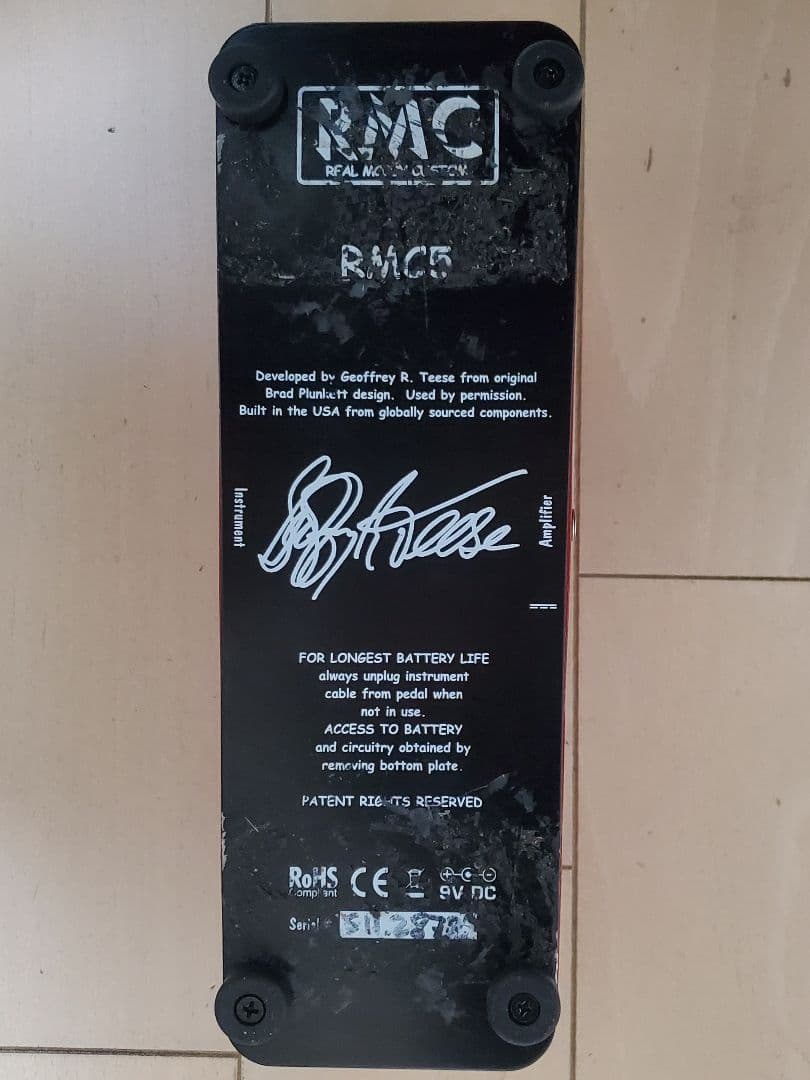 RMC
REAL MCCOY CUSTOM
RMC5
Developed by Geoffrey R. Teese from original
Brad Plunkett design. Used by permission.
Built in the USA from globally sourced components.
Instrument
Amplifier
Teese
FOR LONGEST BATTERY LIFE
always unplug instrument
cable from pedal when
not in use.
ACCESS TO BATTERY
and circuitry obtained by
removing bottom plate.
PATENT RIGHTS RESERVED
RoHS
Compliant
CE
9V DC
Serial #